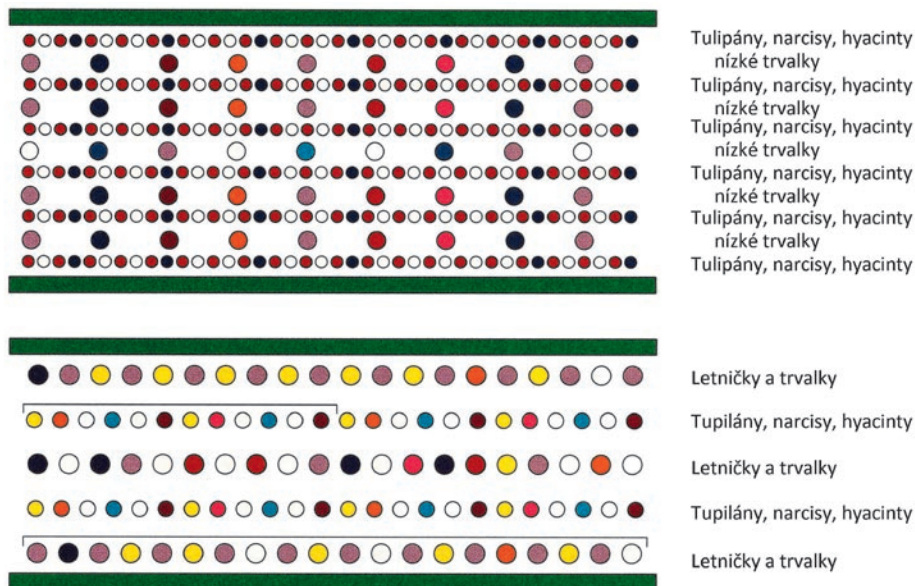 Tulipány, narcisy, hyacinty
nízké trvalky
Tulipány, narcisy, hyacinty
nízké trvalky
Tulipány, narcisy, hyacinty
nízké trvalky
Tulipány, narcisy, hyacinty
nízké trvalky
Tulipány, narcisy, hyacinty
nízké trvalky
Tulipány, narcisy, hyacinty
Letničky a trvalky
Tupilány, narcisy, hyacinty
Letničky a trvalky
Tupilány, narcisy, hyacinty
Letničky a trvalky